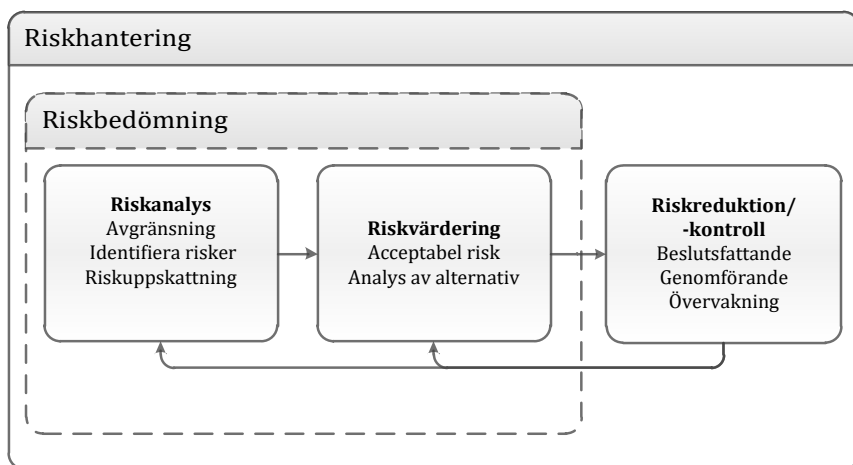 Riskhantering
Riskbedömning
Riskanalys
Avgränsning
Identifiera risker
Riskuppskattning
Riskvärdering
Acceptabel risk
Analys av alternativ
Riskreduktion/
-kontroll
Beslutsfattande
Genomförande
Övervakning